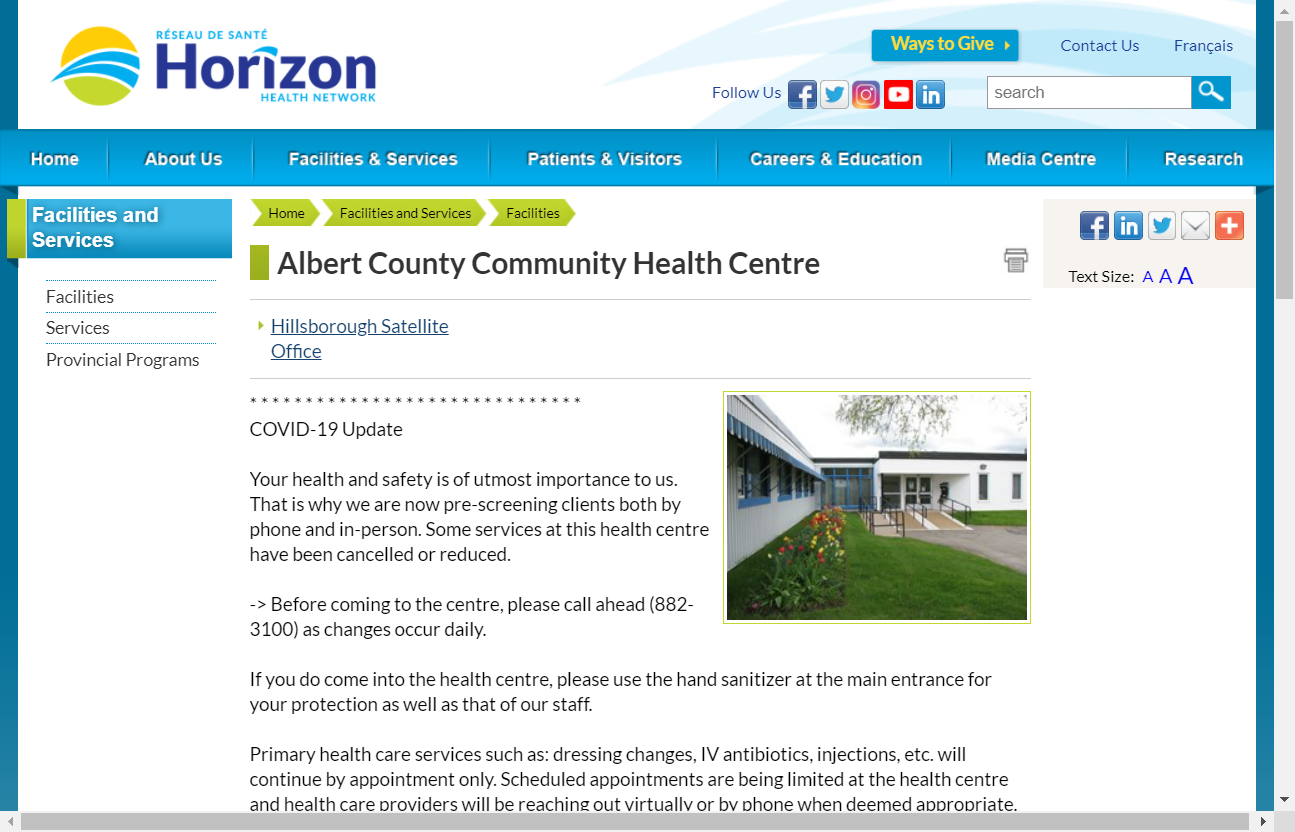 RÉSEAU DE SANTÉ
Horizon
HEALTH NETWORK
Ways to Give
Contact Us
Français
Follow Us
search
Home
About Us
Facilities & Services
Patients & Visitors
Careers & Education
Media Centre
Research
Facilities and
Services
Facilities
Services
Provincial Programs
Home
Facilities and Services
Facilities
Albert County Community Health Centre
Text Size: A A A
Hillsborough Satellite
Office
* * * * * * * * * * * * * * * * * * * * * * * * * * * * * *
COVID-19 Update
Your health and safety is of utmost importance to us.
That is why we are now pre-screening clients both by
phone and in-person. Some services at this health centre
have been cancelled or reduced.
-> Before coming to the centre, please call ahead (882-
3100) as changes occur daily.
If you do come into the health centre, please use the hand sanitizer at the main entrance for
your protection as well as that of our staff.
Primary health care services such as: dressing changes, IV antibiotics, injections, etc. will
continue by appointment only. Scheduled appointments are being limited at the health centre
and health care providers will be reaching out virtually or by phone when deemed appropriate.